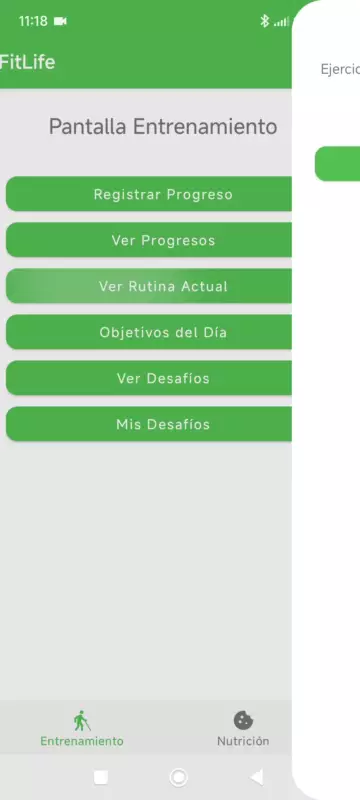 11:18
FitLife
Pantalla Entrenamiento
Registrar Progreso
Ver Progresos
Ver Rutina Actual
Objetivos del Día
Ver Desafíos
Mis Desafíos
Entrenamiento
Nutrición
Ejercic